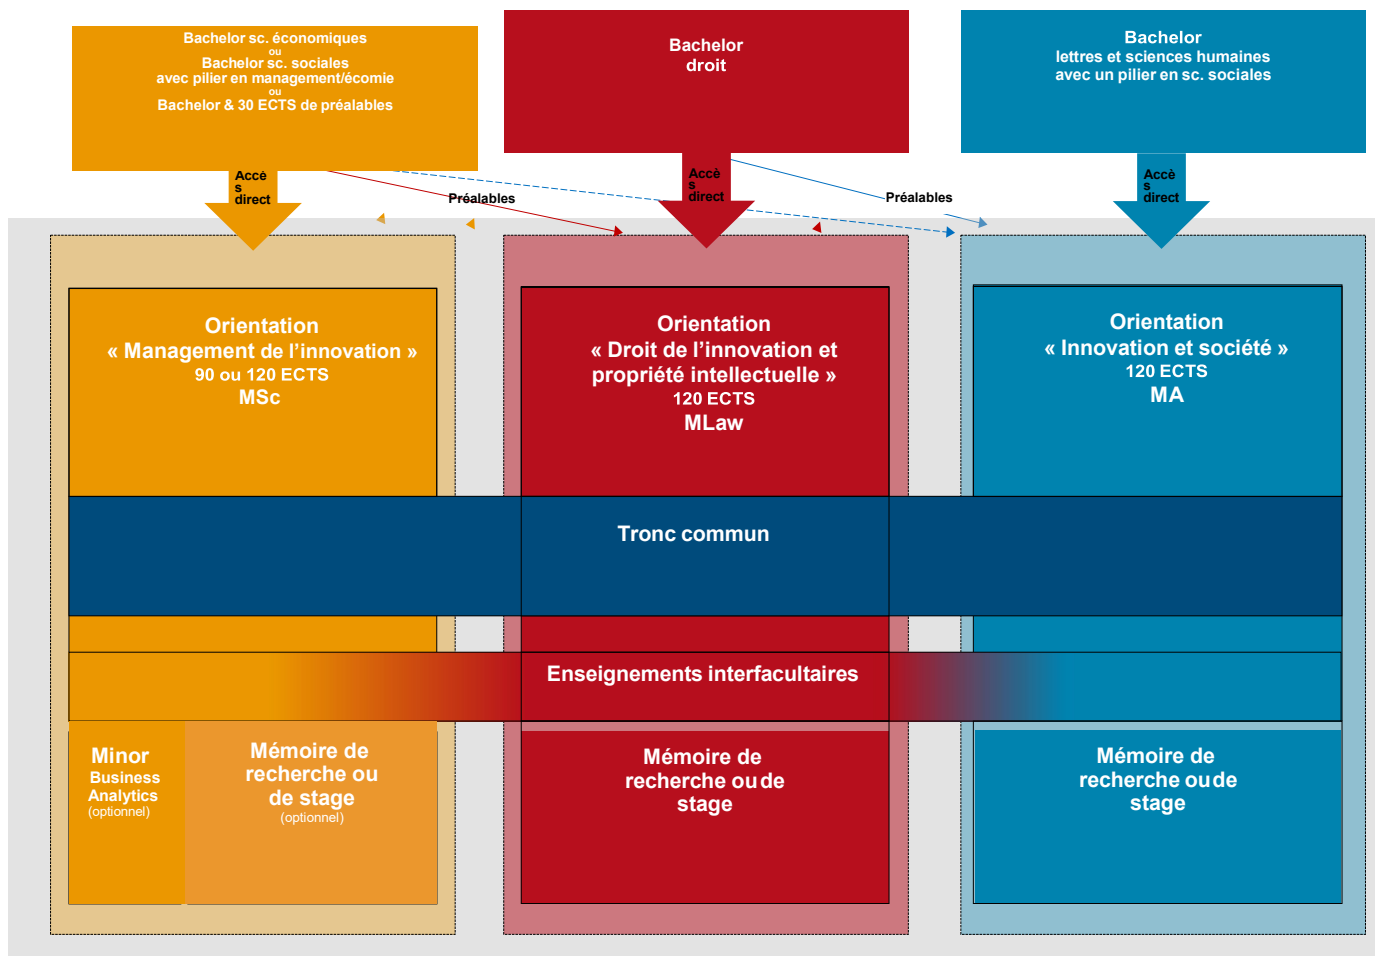 Bachelor sc. économiques
ou
Bachelor sc. sociales
avec pilier en management/écomie
ou
Bachelor & 30 ECTS de préalables
Bachelor
droit
Bachelor
lettres et sciences humaines
avec un pilier en sc. sociales
Accè
s
direct
Préalables
Accè
s
direct
Préalables
Accè
s
direct
Orientation
« Management de l’innovation »
90 ou 120 ECTS
MSc
Orientation
« Droit de l’innovation et
propriété intellectuelle »
120 ECTS
MLaw
Orientation
« Innovation et société »
120 ECTS
MA
Tronc commun
Enseignements interfacultaires
Minor
Business
Analytics
(optionnel)
Mémoire de
recherche ou
de stage
(optionnel)
Mémoire de
recherche ou de
stage
Mémoire de
recherche ou de
stage